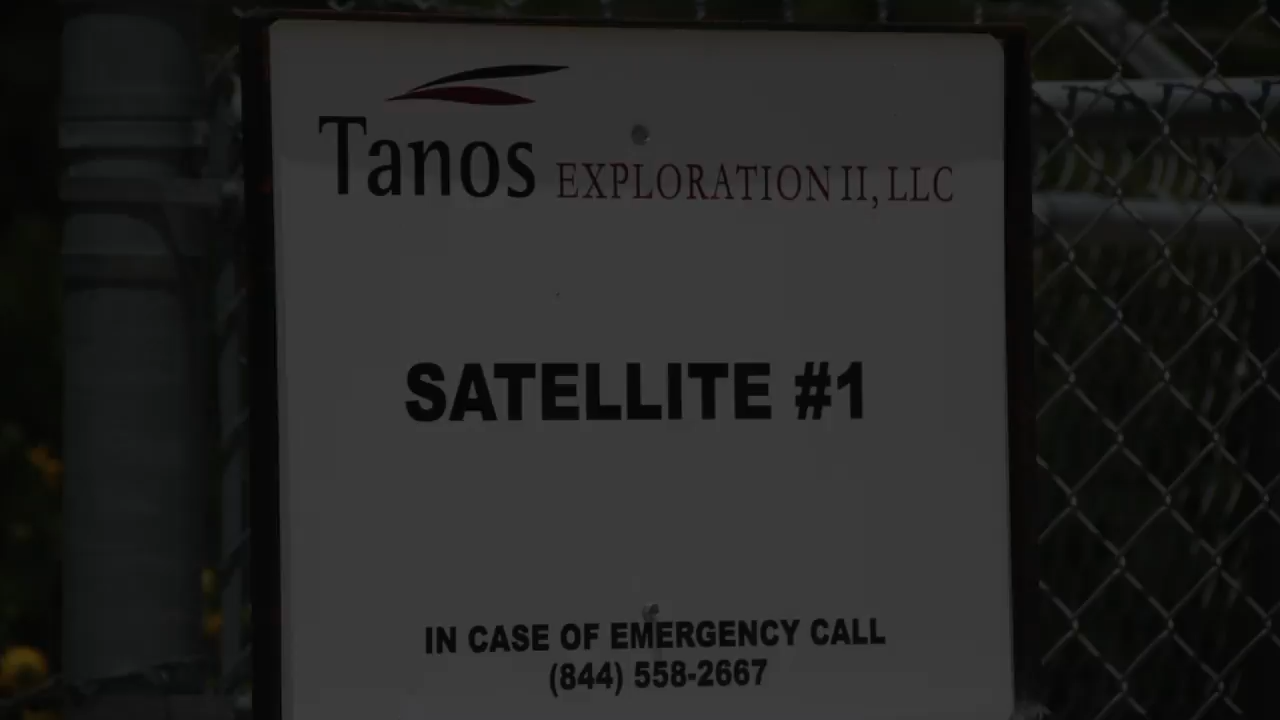 Tanos EXPLORATION II, LLC
SATELLITE #1
IN CASE OF EMERGENCY CALL
(844) 558-2667